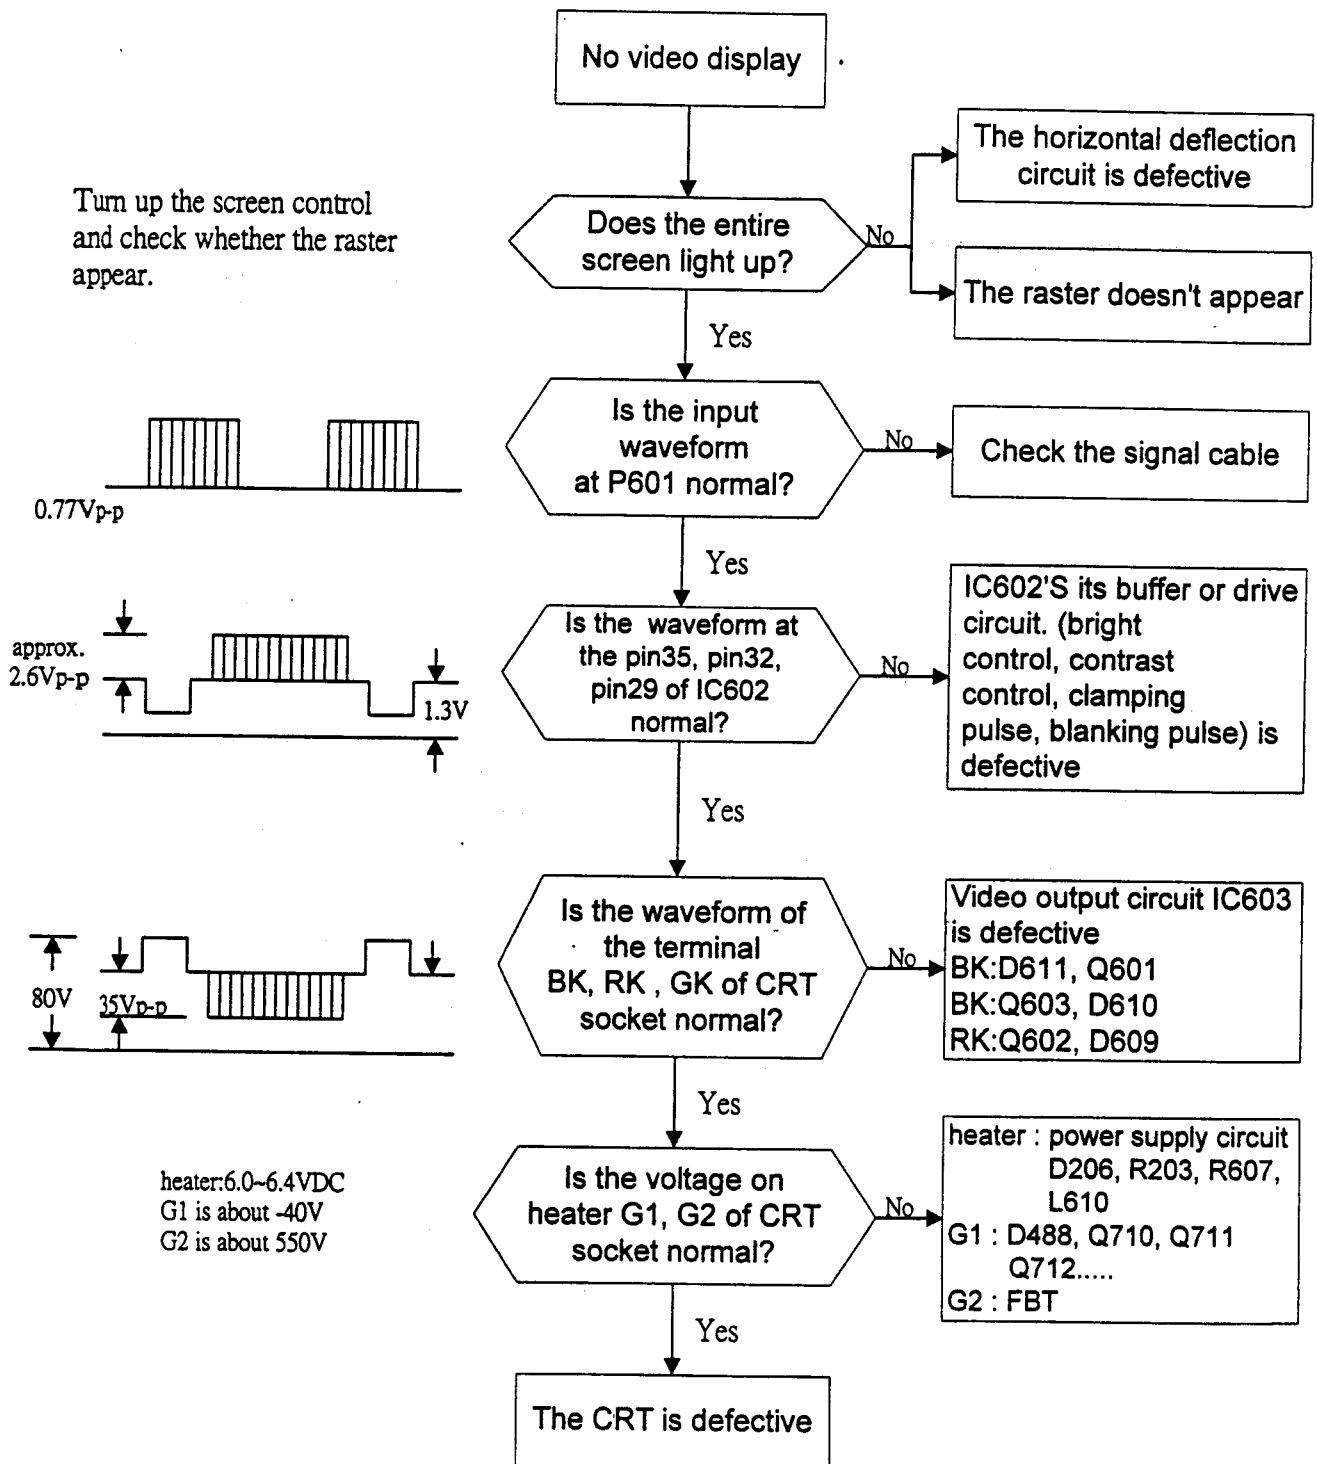 No video display
The horizontal deflection
circuit is defective
Turn up the screen control
and check whether the raster
appear.
Does the entire
screen light up?
No
The raster doesn't appear
Yes
Is the input
waveform
at P601 normal?
No
Check the signal cable
0.77Vp-p
Yes
approx.
2.6Vp-p
1.3V
Is the waveform at
the pin35, pin32,
pin29 of IC602
normal?
No
IC602'S its buffer or drive
circuit. (bright
control, contrast
control, clamping
pulse, blanking pulse) is
defective
Yes
80V
35Vp-p
Is the waveform of
the terminal
BK, RK , GK of CRT
socket normal?
No
Video output circuit IC603
is defective
BK:D611, Q601
BK:Q603, D610
RK:Q602, D609
Yes
heater:6.0~6.4VDC
G1 is about -40V
G2 is about 550V
Is the voltage on
heater G1, G2 of CRT
socket normal?
No
heater : power supply circuit
D206, R203, R607,
L610
G1 : D488, Q710, Q711
Q712.....
G2 : FBT
Yes
The CRT is defective